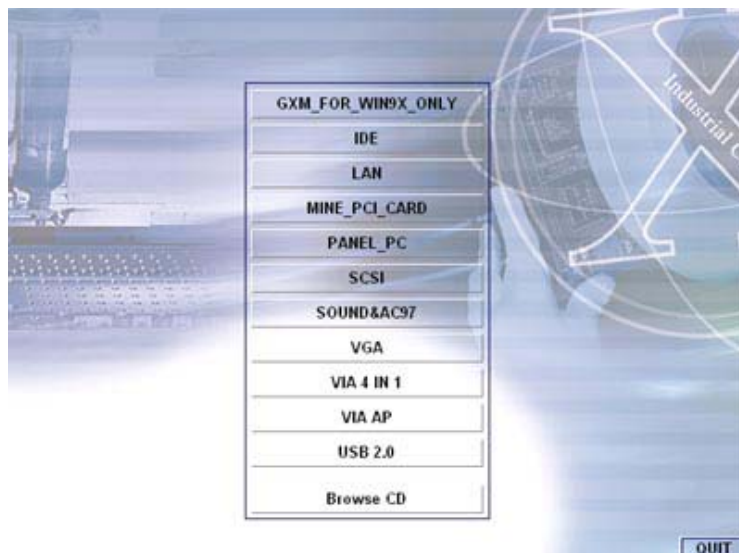 GXM_FOR_WIN9X_ONLY
IDE
LAN
MINE_PCI_CARD
PANEL_PC
SCSI
SOUND&AC97
VGA
VIA 4 IN 1
VIA AP
USB 2.0
Browse CD
Industrial
QUIT